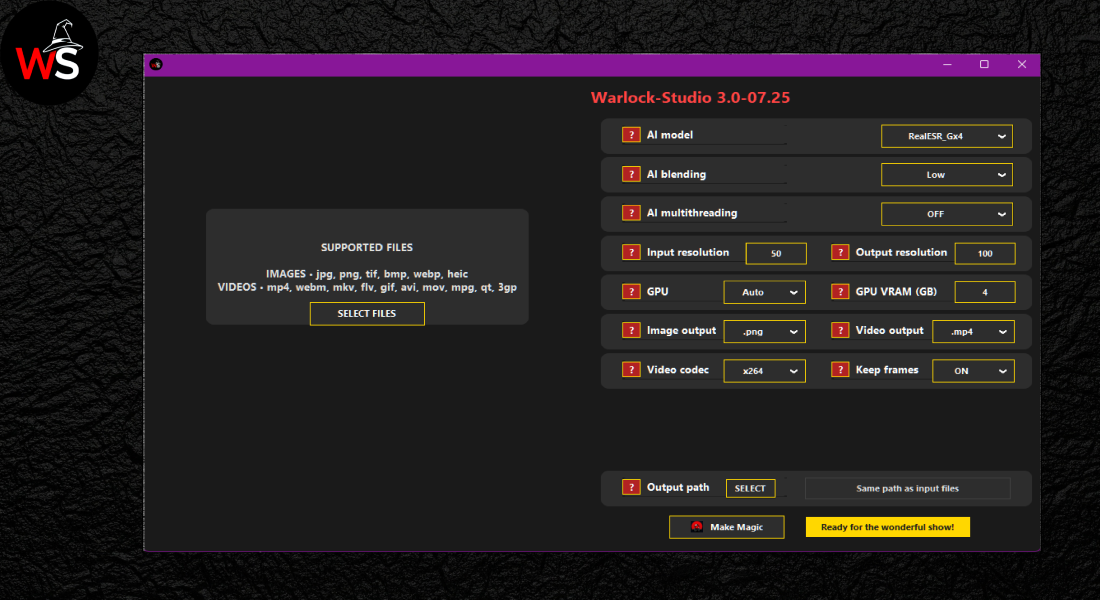 WS
WS
Warlock-Studio 3.0-07.25
SUPPORTED FILES
IMAGES • jpg, png, tif, bmp, webp, heic
VIDEOS • mp4, webm, mkv, flv, gif, avi, mov, mpg, qt, 3gp
SELECT FILES
? AI model RealESR_Gx4
? AI blending Low
? AI multithreading OFF
? Input resolution 50 ? Output resolution 100
? GPU Auto ? GPU VRAM (GB) 4
? Image output .png ? Video output .mp4
? Video codec x264 ? Keep frames ON
? Output path SELECT Same path as input files
Make Magic Ready for the wonderful show!